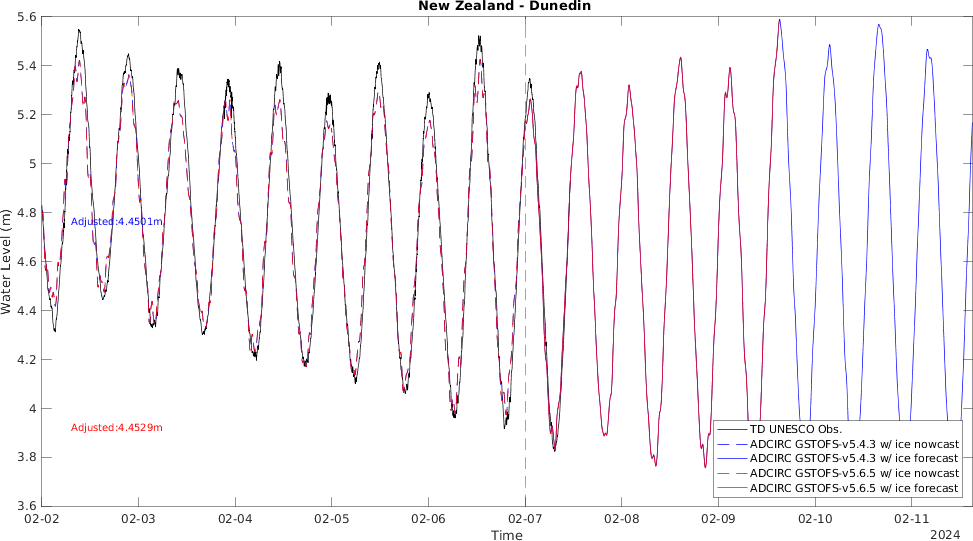 New Zealand - Dunedin
5.6
5.4
5.2
5
4.8
4.6
4.4
4.2
4
3.8
3.6
Water Level (m)
Adjusted:4.4501m
Adjusted:4.4529m
TD UNESCO Obs.
ADCIRC GSTOFS-v5.4.3 w/ ice nowcast
ADCIRC GSTOFS-v5.4.3 w/ ice forecast
ADCIRC GSTOFS-v5.6.5 w/ ice nowcast
ADCIRC GSTOFS-v5.6.5 w/ ice forecast
02-02 02-03 02-04 02-05 02-06 02-07 02-08 02-09 02-10 02-11
Time
2024